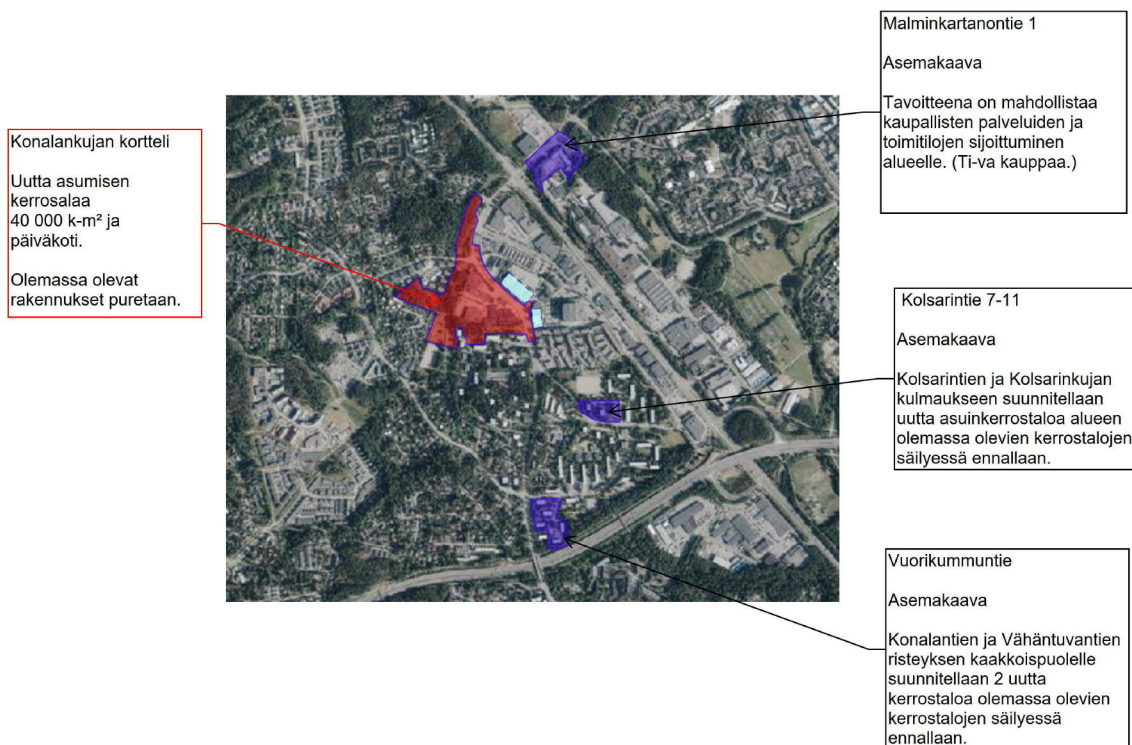 Konalankujan kortteli
Uutta asumisen
kerrosalaa
40 000 k-m² ja
päiväkoti.
Olemassa olevat
rakennukset puretaan.
Malminkartanontie 1
Asemakaava
Tavoitteena on mahdollistaa
kaupallisten palveluiden ja
toimitilojen sijoittuminen
alueelle. (Ti-va kauppaa.)
Kolsarintie 7-11
Asemakaava
Kolsarintien ja Kolsarinkujan
kulmaukseen suunnitellaan
uutta asuinkerrostaloa alueen
olemassa olevien kerrostalojen
säilyessä ennallaan.
Vuorikummuntie
Asemakaava
Konalantien ja Vähäntuvantien
risteyksen kaakkoispuolelle
suunnitellaan 2 uutta
kerrostaloa olemassa olevien
kerrostalojen säilyessä
ennallaan.